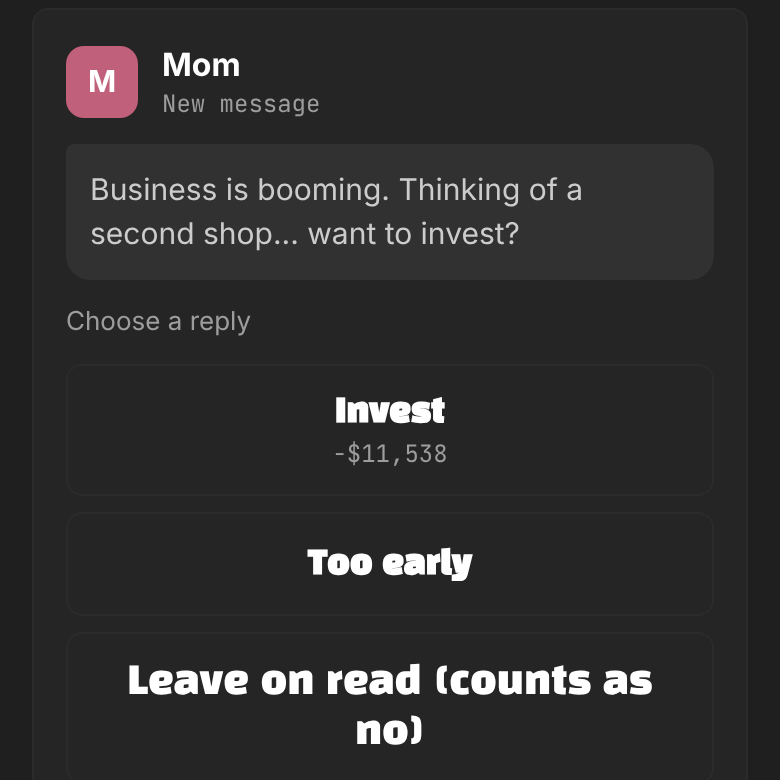 M
Mom
New message
Business is booming. Thinking of a
second shop... want to invest?
Choose a reply
Invest
-$11,538
Too early
Leave on read (counts as
no)